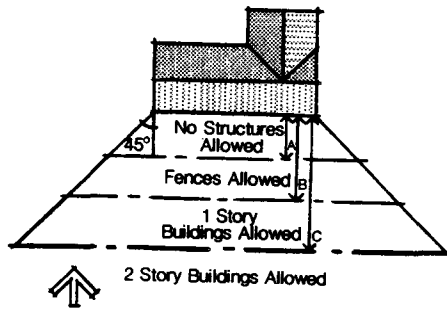 No Structures
Allowed
A
45°
Fences Allowed
B
1 Story
Buildings Allowed
C
2 Story Buildings Allowed